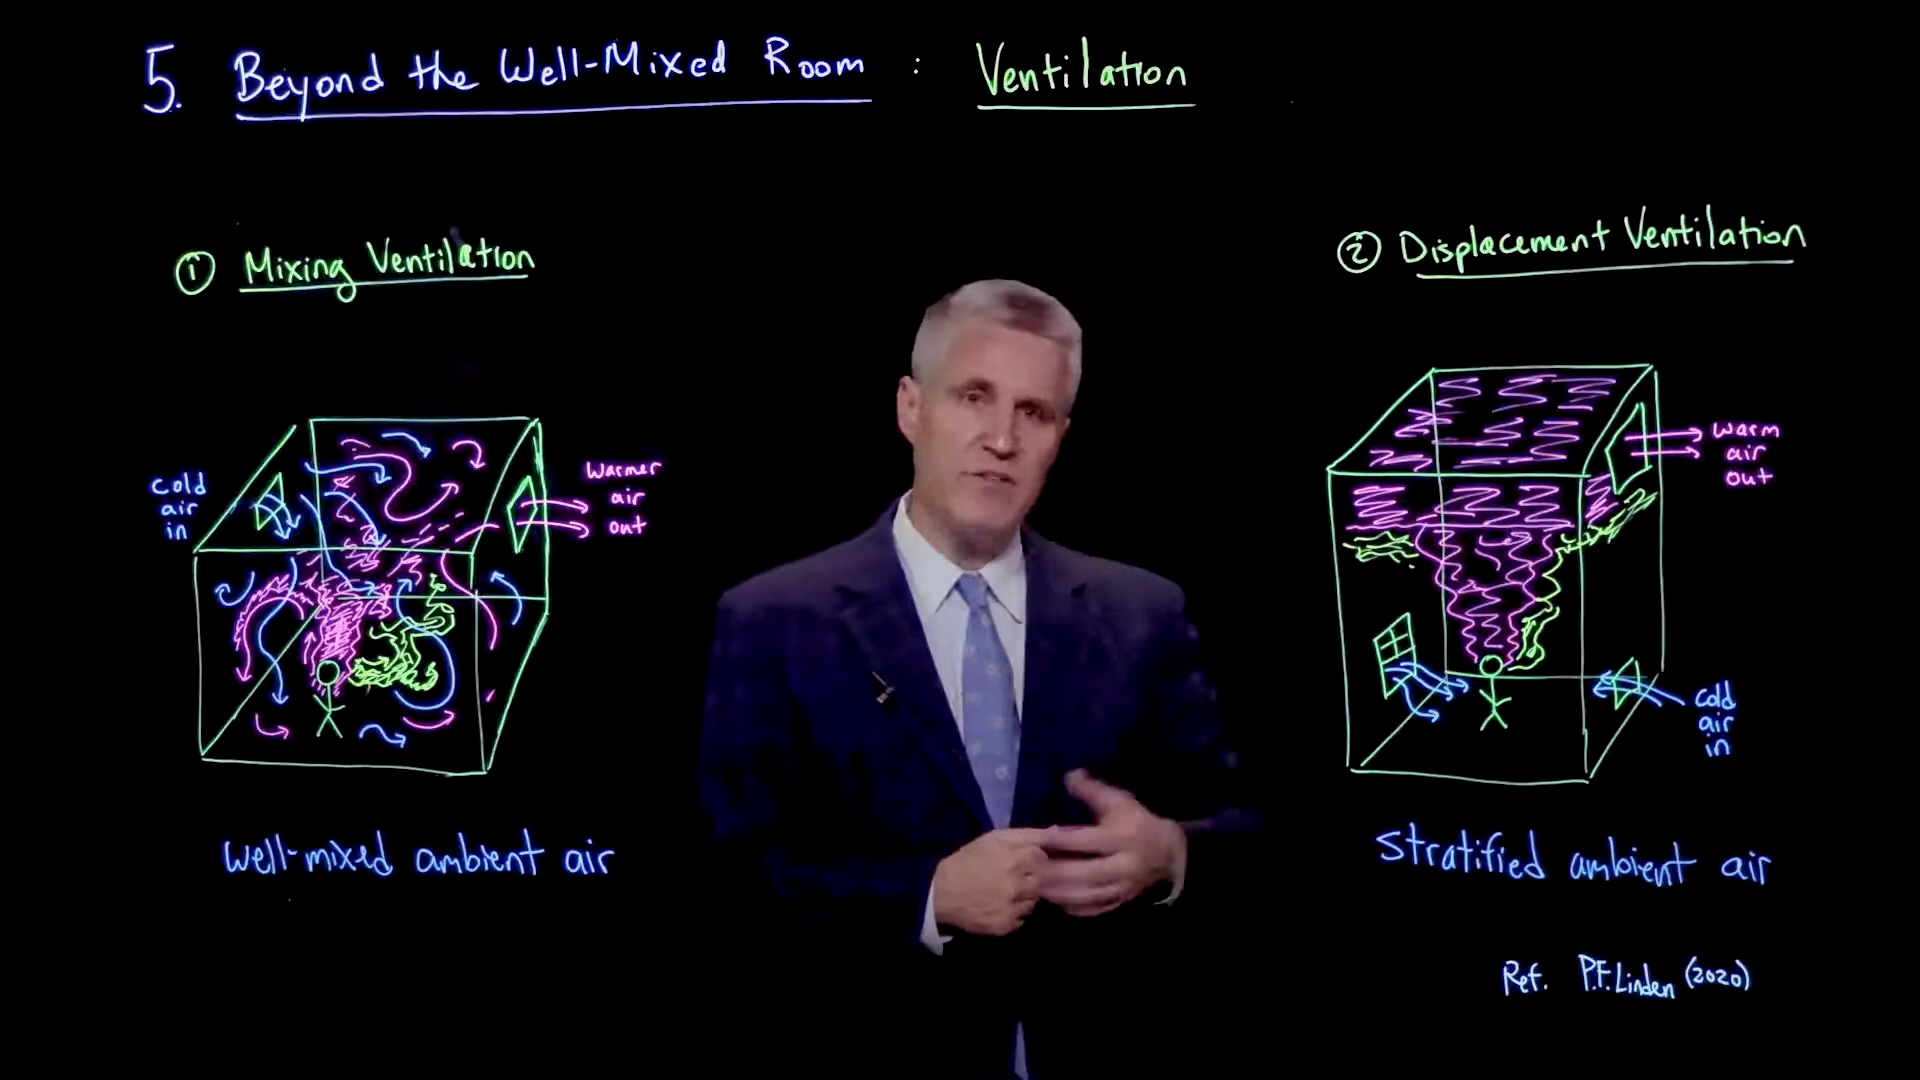 5. Beyond the Well-Mixed Room : Ventilation
① Mixing Ventilation
② Displacement Ventilation
cold
air
in
warmer
air
out
warm
air
out
cold
air
in
well-mixed ambient air
stratified ambient air
Ref. P.F. Linden (2020)